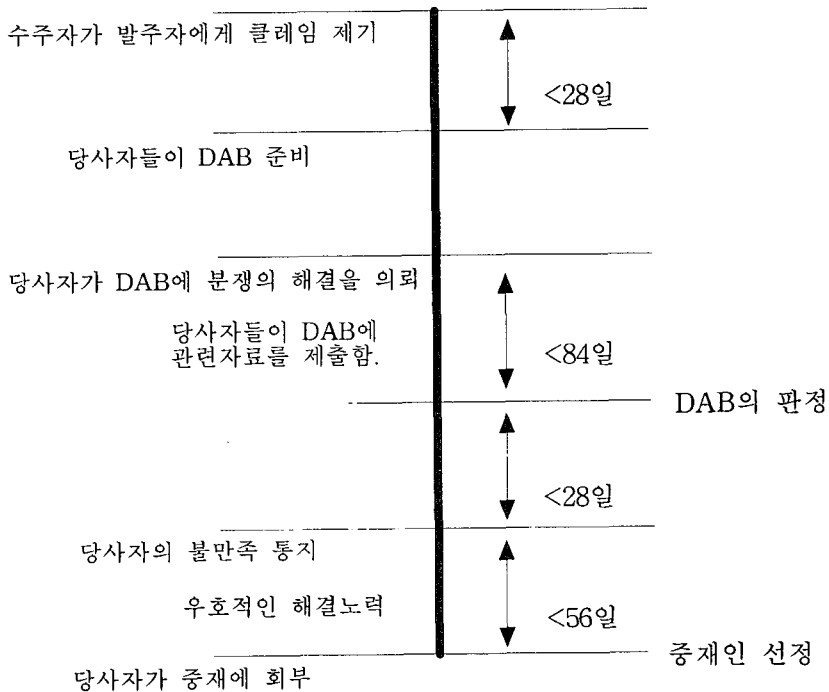 수주자가 발주자에게 클레임 제기
<28일
당사자들이 DAB 준비
당사자가 DAB에 분쟁의 해결을 의뢰
당사자들이 DAB에
관련자료를 제출함.
<84일
DAB의 판정
<28일
당사자의 불만족 통지
우호적인 해결노력
<56일
중재인 선정
당사자가 중재에 회부